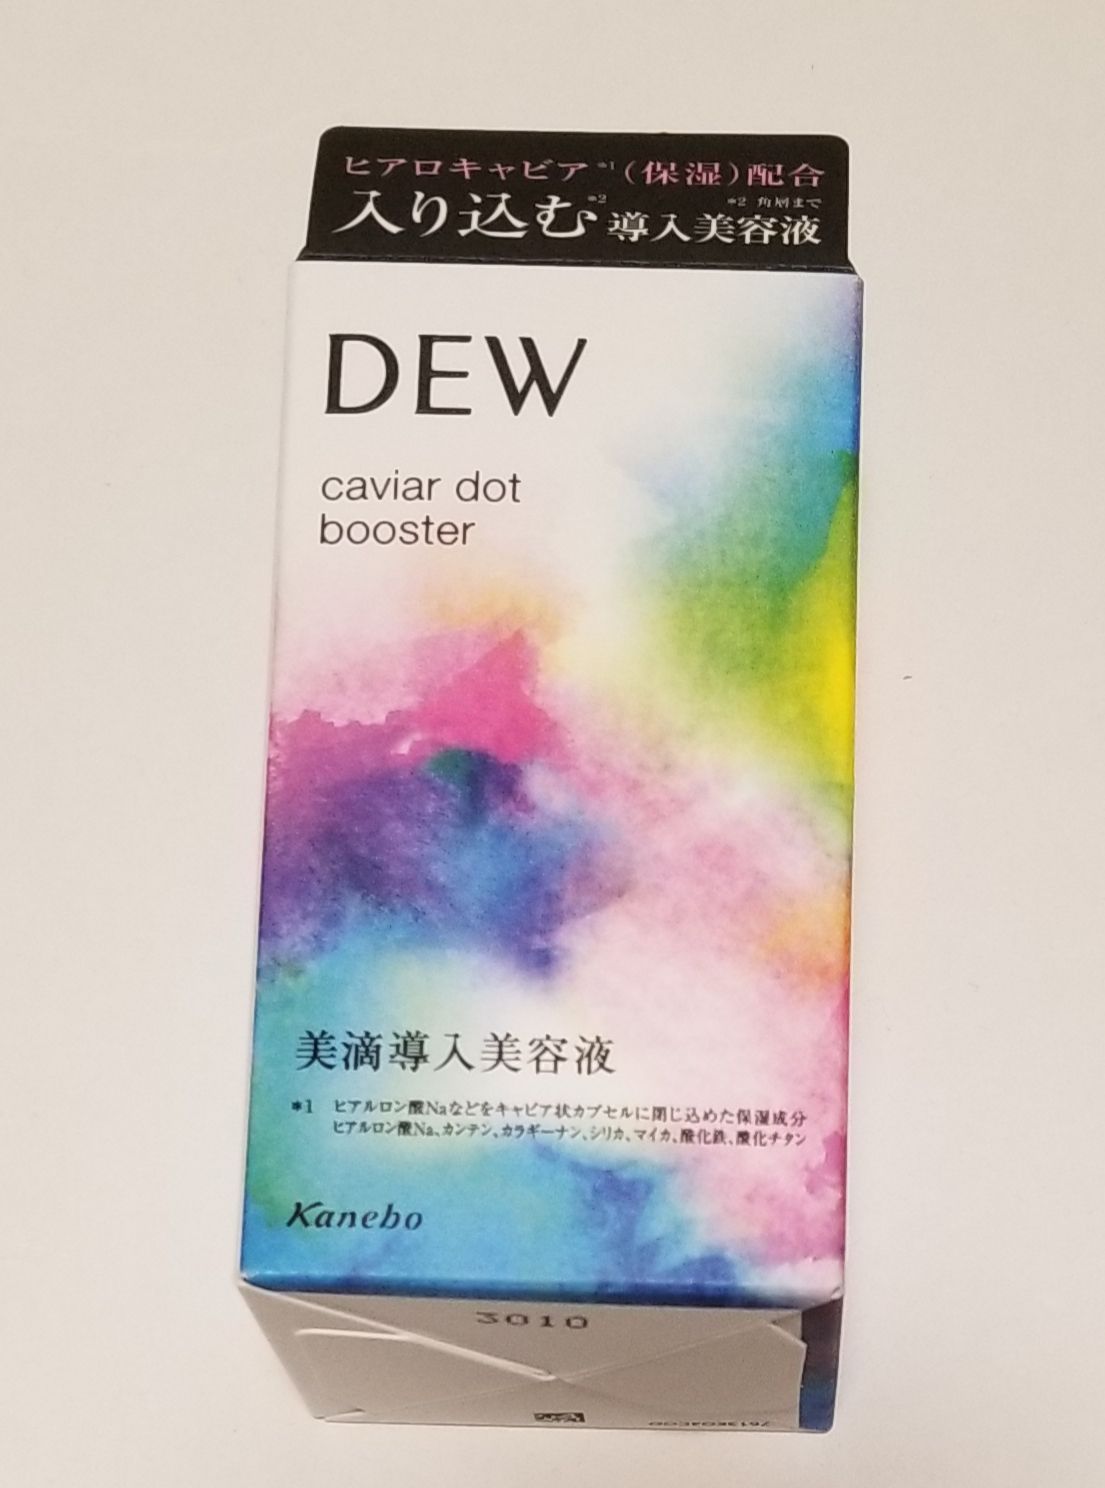 ヒアロキャビア*1(保湿)配合
*2 角層まで
入り込む*2導入美容液
DEW
caviar dot
booster
美滴導入美容液
*1 ヒアルロン酸Naなどをキャビア状カプセルに閉じ込めた保湿成分
ヒアルロン酸Na、カンテン、カラギーナン、シリカ、マイカ、酸化鉄、酸化チタン
Kanebo
2010